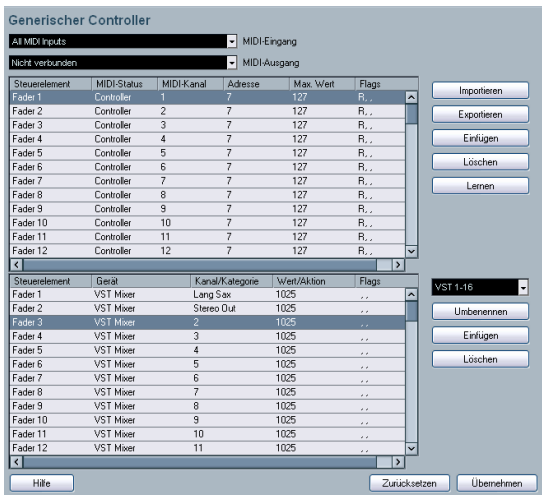 Generischer Controller
All MIDI Inputs MIDI-Eingang
Nicht verbunden MIDI-Ausgang
Steuerelement MIDI-Status MIDI-Kanal Adresse Max. Wert Flags
Fader 1 Controller 1 7 127 R, , Importieren
Fader 2 Controller 2 7 127 R, , Exportieren
Fader 3 Controller 3 7 127 R, ,
Fader 4 Controller 4 7 127 R, , Einfügen
Fader 5 Controller 5 7 127 R, ,
Fader 6 Controller 6 7 127 R, , Löschen
Fader 7 Controller 7 7 127 R, , Lernen
Fader 8 Controller 8 7 127 R, ,
Fader 9 Controller 9 7 127 R, ,
Fader 10 Controller 10 7 127 R, ,
Fader 11 Controller 11 7 127 R, ,
Fader 12 Controller 12 7 127 R, ,
Steuerelement Gerät Kanal/Kategorie Wert/Aktion Flags
Fader 1 VST Mixer Lang Sax 1025 , , VST 1-16
Fader 2 VST Mixer Stereo Out 1025 , , Umbenennen
Fader 3 VST Mixer 2 1025 , ,
Fader 4 VST Mixer 3 1025 , , Einfügen
Fader 5 VST Mixer 4 1025 , , Löschen
Fader 6 VST Mixer 5 1025 , ,
Fader 7 VST Mixer 6 1025 , ,
Fader 8 VST Mixer 7 1025 , ,
Fader 9 VST Mixer 8 1025 , ,
Fader 10 VST Mixer 9 1025 , ,
Fader 11 VST Mixer 10 1025 , ,
Fader 12 VST Mixer 11 1025 , ,
Hilfe Zurücksetzen Übernehmen